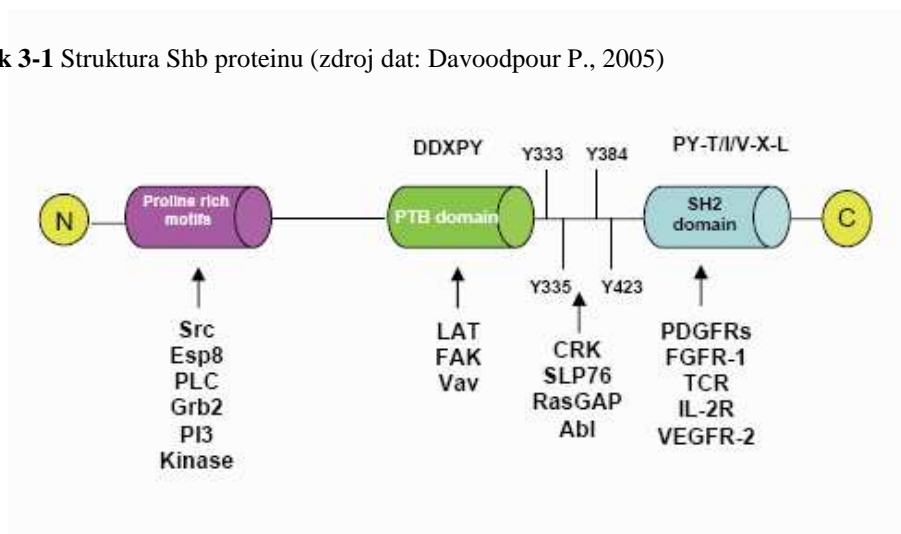 k 3-1 Struktura Shb proteinu (zdroj dat: Davoodpour P., 2005)
DDXPY
Y333 Y384
PY-T/I/V-X-L
N
Proline rich
motifs
PTB domain
SH2
domain
C
Y335 Y423
Src
Esp8
PLC
Grb2
PI3
Kinase
LAT
FAK
Vav
CRK
SLP76
RasGAP
Abl
PDGFRs
FGFR-1
TCR
IL-2R
VEGFR-2